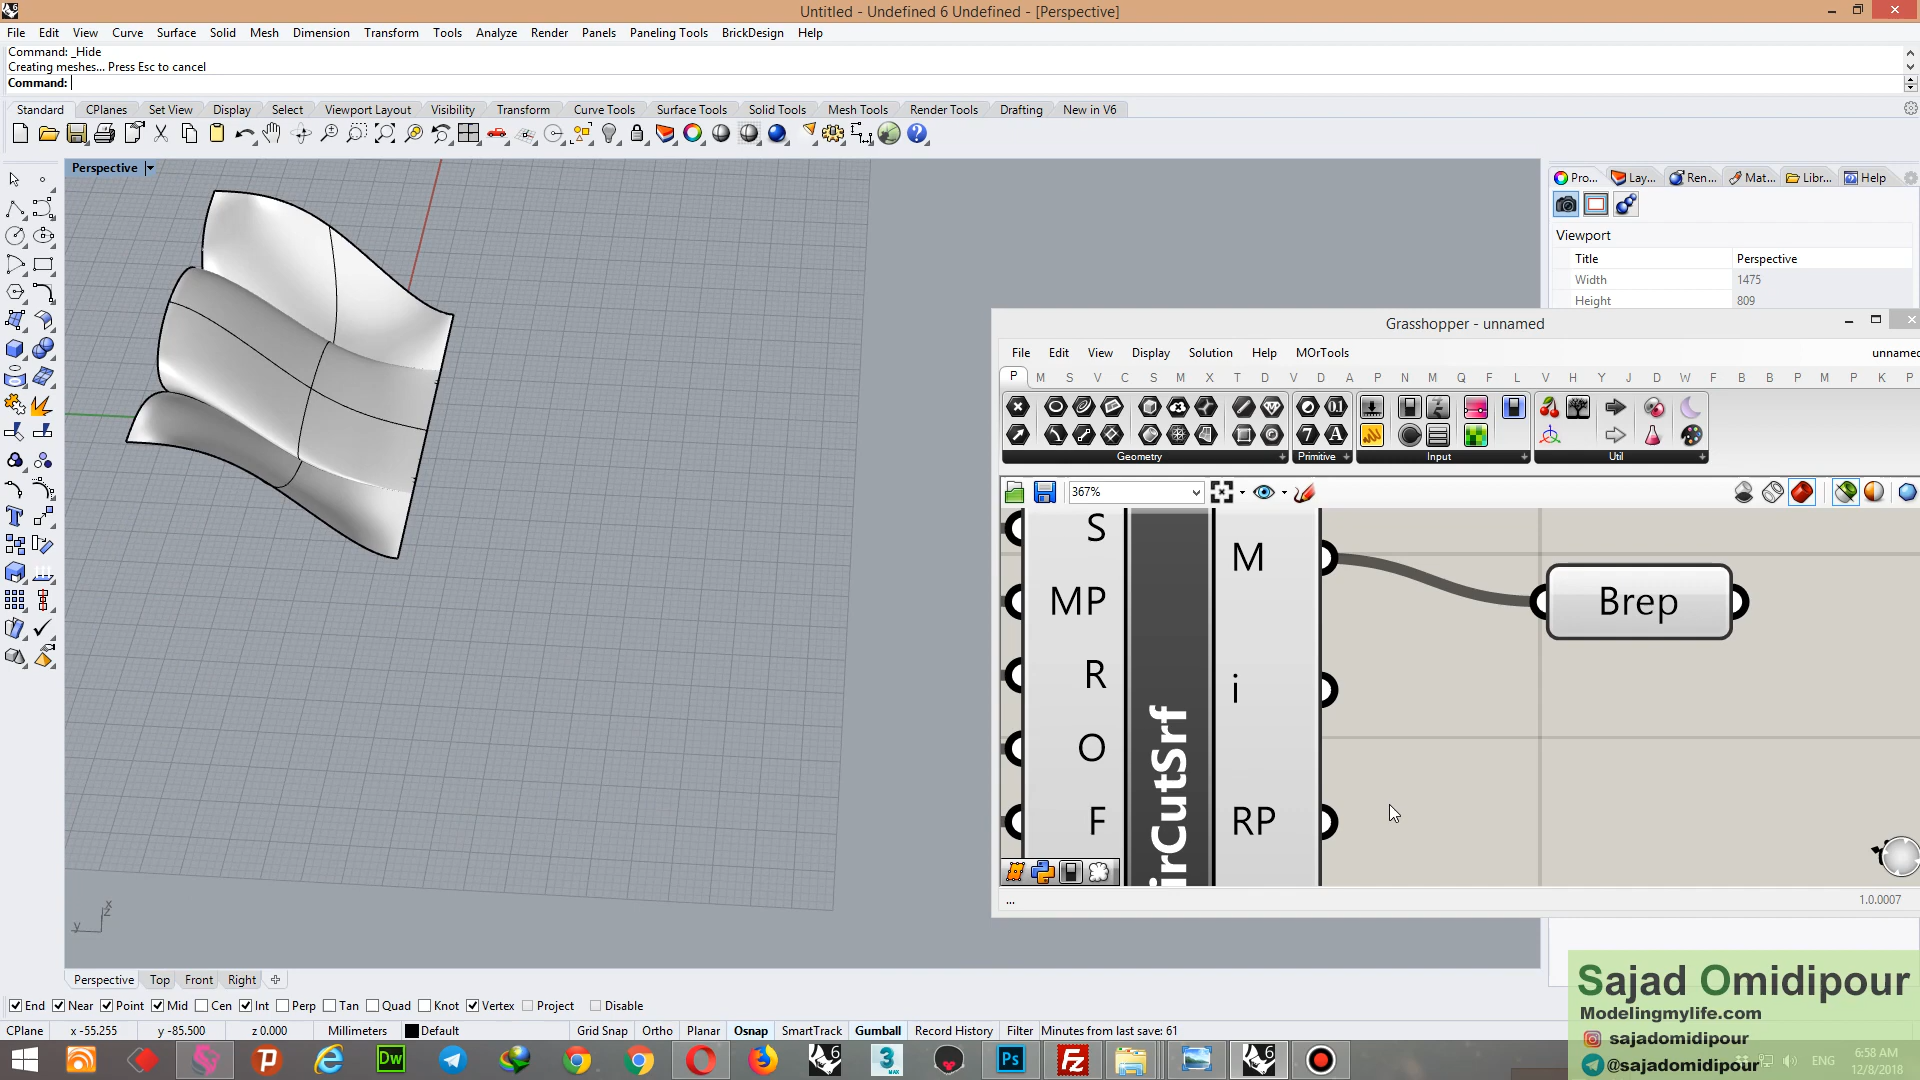 Untitled - Undefined 6 Undefined - [Perspective]
File Edit View Curve Surface Solid Mesh Dimension Transform Tools Analyze Render Panels Paneling Tools BrickDesign Help
Command: _Hide
Creating meshes... Press Esc to cancel
Command:
Standard CPlanes Set View Display Select Viewport Layout Visibility Transform Curve Tools Surface Tools Solid Tools Mesh Tools Render Tools Drafting New in V6
Perspective
Pro... Lay... Ren... Mat... Libr... Help
Viewport
Title Perspective
Width 1475
Height 809
Grasshopper - unnamed
File Edit View Display Solution Help MOrTools unnamed
P M S V C S M X T D V D A P N M Q F L V H Y J D W F B B P M P K P
Geometry Primitive Input Util
367%
S
MP
R
O
F
irCutSrf
M
i
RP
Brep
...
1.0.0007
Perspective Top Front Right
End Near Point Mid Cen Int Perp Tan Quad Knot Vertex Project Disable
CPlane x -55.255 y -85.500 z 0.000 Millimeters Default Grid Snap Ortho Planar Osnap SmartTrack Gumball Record History Filter Minutes from last save: 61
Sajad Omidipour
Modelingmylife.com
sajadomidipour
@sajadomidipour
ENG
6:58 AM
12/8/2018